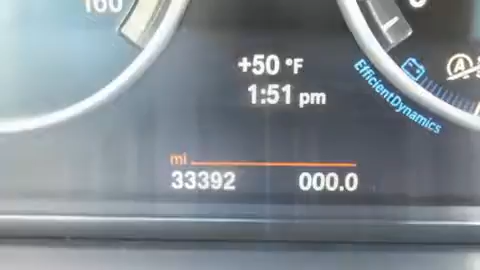 160
+50 °F
1:51 pm
EfficientDynamics
mi
33392 000.0